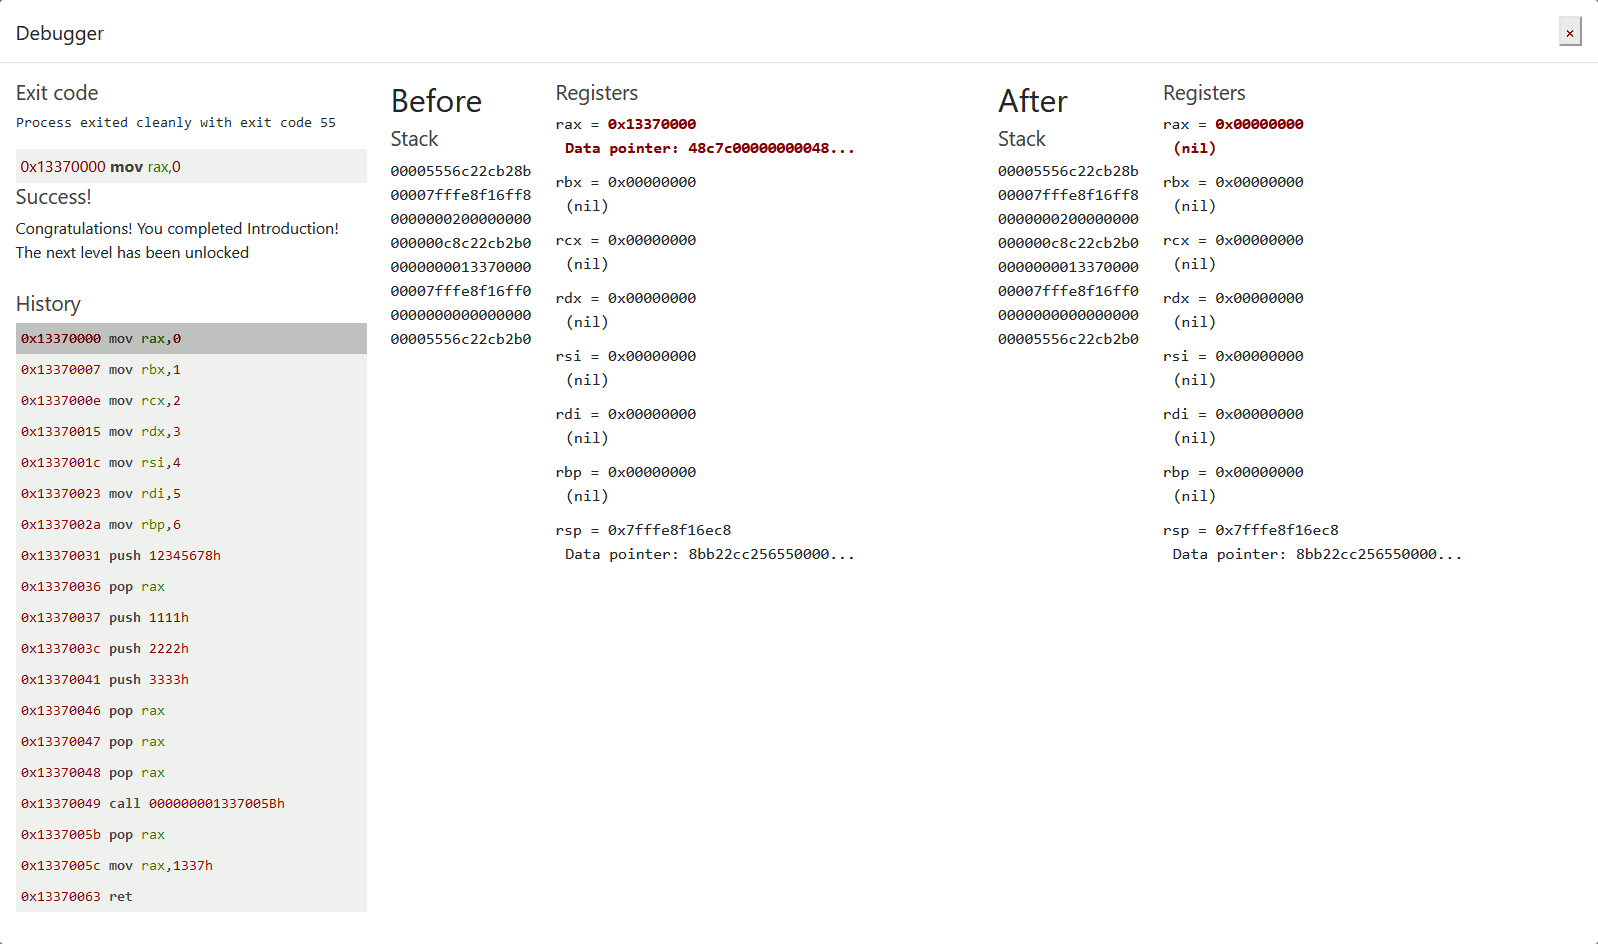 Debugger
×
Exit code
Process exited cleanly with exit code 55
0x13370000 mov rax,0
Success!
Congratulations! You completed Introduction!
The next level has been unlocked
History
0x13370000 mov rax,0
0x13370007 mov rbx,1
0x1337000e mov rcx,2
0x13370015 mov rdx,3
0x1337001c mov rsi,4
0x13370023 mov rdi,5
0x1337002a mov rbp,6
0x13370031 push 12345678h
0x13370036 pop rax
0x13370037 push 1111h
0x1337003c push 2222h
0x13370041 push 3333h
0x13370046 pop rax
0x13370047 pop rax
0x13370048 pop rax
0x13370049 call 000000001337005Bh
0x1337005b pop rax
0x1337005c mov rax,1337h
0x13370063 ret
Before
Stack
00005556c22cb28b
00007fffe8f16ff8
0000000200000000
000000c8c22cb2b0
0000000013370000
00007fffe8f16ff0
0000000000000000
00005556c22cb2b0
Registers
rax = 0x13370000
Data pointer: 48c7c00000000048...
rbx = 0x00000000
(nil)
rcx = 0x00000000
(nil)
rdx = 0x00000000
(nil)
rsi = 0x00000000
(nil)
rdi = 0x00000000
(nil)
rbp = 0x00000000
(nil)
rsp = 0x7fffe8f16ec8
Data pointer: 8bb22cc256550000...
After
Stack
00005556c22cb28b
00007fffe8f16ff8
0000000200000000
000000c8c22cb2b0
0000000013370000
00007fffe8f16ff0
0000000000000000
00005556c22cb2b0
Registers
rax = 0x00000000
(nil)
rbx = 0x00000000
(nil)
rcx = 0x00000000
(nil)
rdx = 0x00000000
(nil)
rsi = 0x00000000
(nil)
rdi = 0x00000000
(nil)
rbp = 0x00000000
(nil)
rsp = 0x7fffe8f16ec8
Data pointer: 8bb22cc256550000...